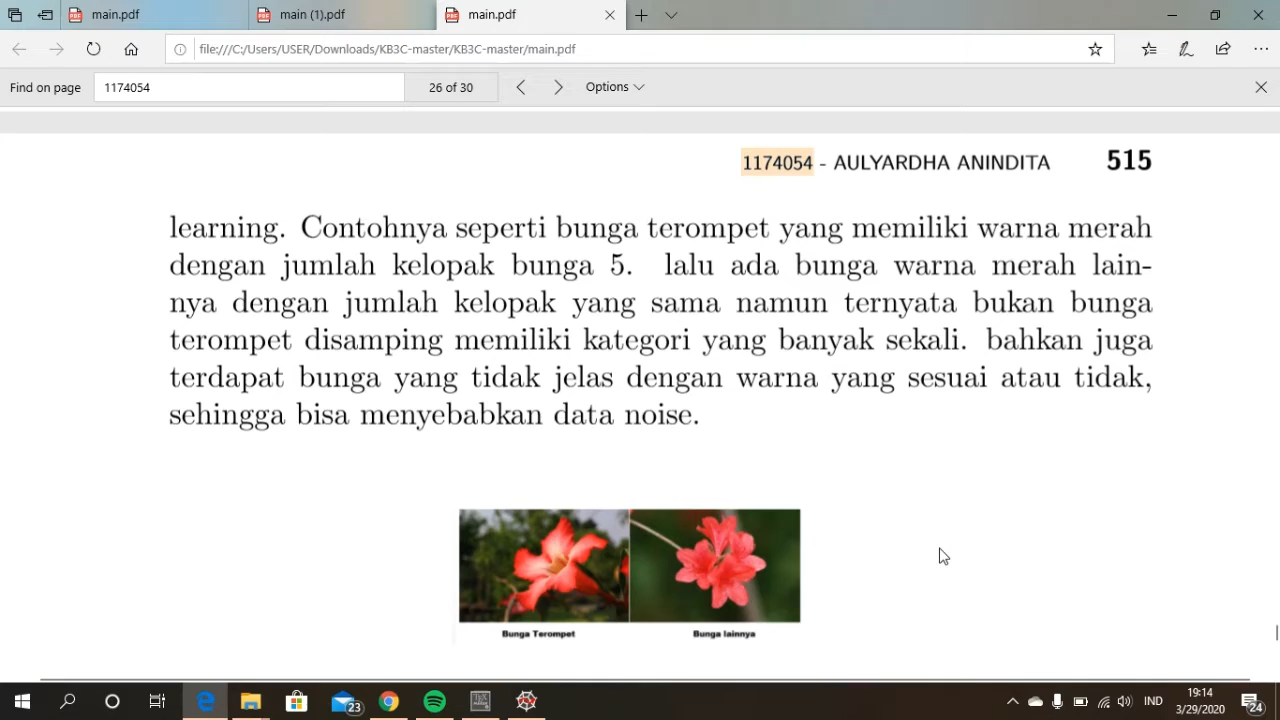 main.pdf
main (1).pdf
main.pdf
file:///C:/Users/USER/Downloads/KB3C-master/KB3C-master/main.pdf
Find on page
1174054
26 of 30
Options
1174054 - AULYARDHA ANINDITA 515
learning. Contohnya seperti bunga terompet yang memiliki warna merah
dengan jumlah kelopak bunga 5. lalu ada bunga warna merah lain-
nya dengan jumlah kelopak yang sama namun ternyata bukan bunga
terompet disamping memiliki kategori yang banyak sekali. bahkan juga
terdapat bunga yang tidak jelas dengan warna yang sesuai atau tidak,
sehingga bisa menyebabkan data noise.
Bunga Terompet
Bunga lainnya
23
IND
19:14
3/29/2020
24